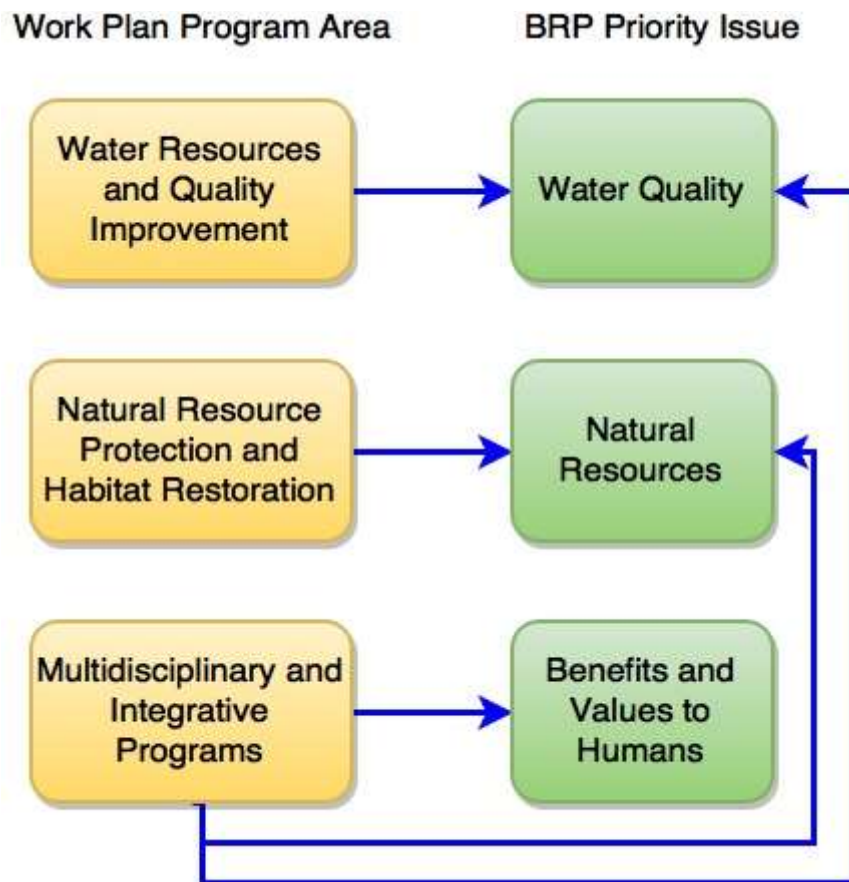 Work Plan Program Area
BRP Priority Issue
Water Resources
and Quality
Improvement
Water Quality
Natural Resource
Protection and
Habitat Restoration
Natural
Resources
Multidisciplinary and
Integrative
Programs
Benefits and
Values to
Humans